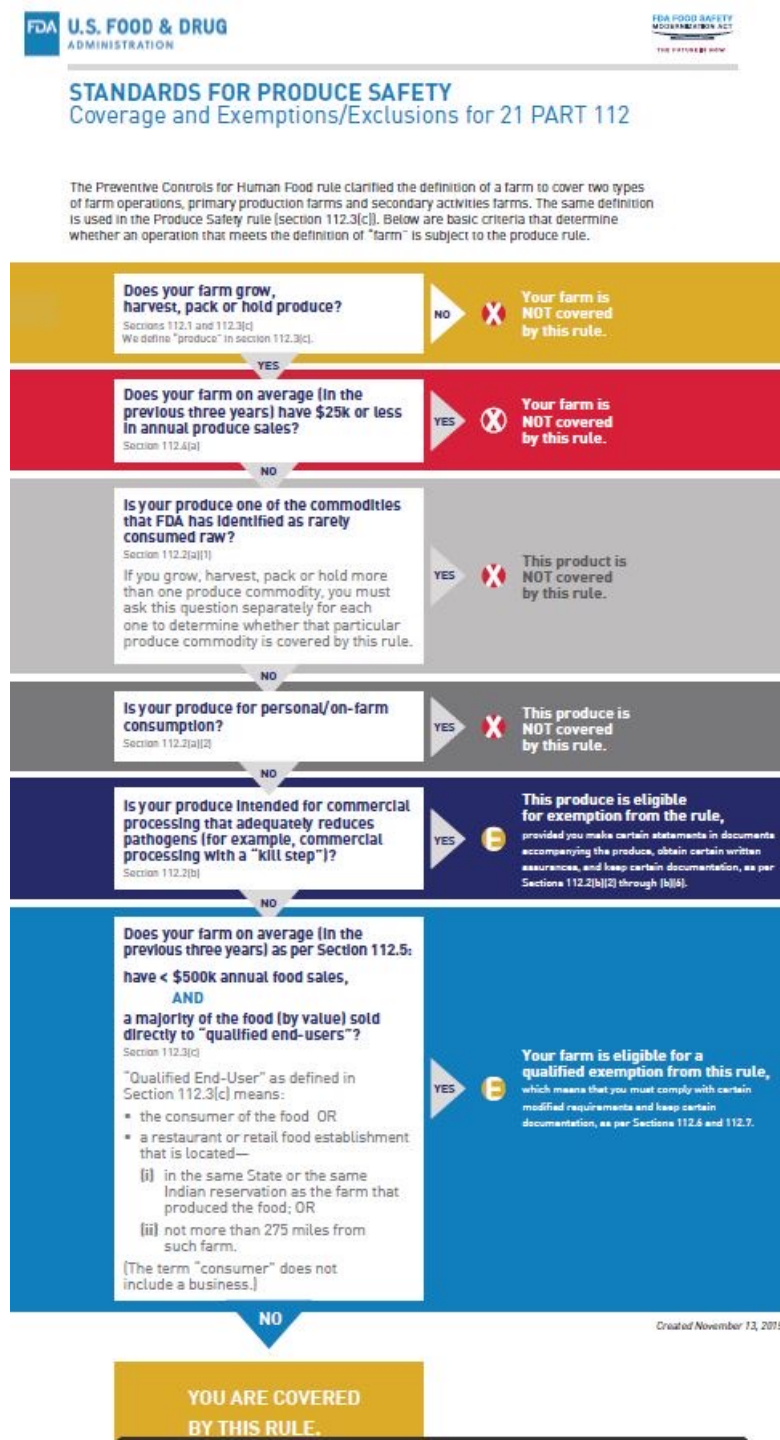 FDA U.S. FOOD & DRUG
ADMINISTRATION
FDA FOOD SAFETY
MODERNIZATION ACT
THE FUTURE IS NOW
STANDARDS FOR PRODUCE SAFETY
Coverage and Exemptions/Exclusions for 21 PART 112
The Preventive Controls for Human Food rule clarified the definition of a farm to cover two types
of farm operations, primary production farms and secondary activities farms. The same definition
is used in the Produce Safety rule (section 112.3(c)). Below are basic criteria that determine
whether an operation that meets the definition of "farm" is subject to the produce rule.
Does your farm grow,
harvest, pack or hold produce?
Sections 112.1 and 112.3(c)
We define "produce" in section 112.3(c).
NO
X
Your farm is
NOT covered
by this rule.
YES
Does your farm on average (in the
previous three years) have $25k or less
in annual produce sales?
Section 112.4(a)
YES
X
Your farm is
NOT covered
by this rule.
NO
Is your produce one of the commodities
that FDA has identified as rarely
consumed raw?
Section 112.2(a)(1)
If you grow, harvest, pack or hold more
than one produce commodity, you must
ask this question separately for each
one to determine whether that particular
produce commodity is covered by this rule.
YES
X
This product is
NOT covered
by this rule.
NO
Is your produce for personal/on-farm
consumption?
Section 112.2(a)(2)
YES
X
This produce is
NOT covered
by this rule.
NO
Is your produce intended for commercial
processing that adequately reduces
pathogens (for example, commercial
processing with a "kill step")?
Section 112.2(b)
YES
E
This produce is eligible
for exemption from the rule,
provided you make certain statements in documents
accompanying the produce, obtain certain written
assurances, and keep certain documentation, as per
Sections 112.2(b)(2) through (b)(6).
NO
Does your farm on average (in the
previous three years) as per Section 112.5:
have < $500k annual food sales,
AND
a majority of the food (by value) sold
directly to "qualified end-users"?
Section 112.3(c)
"Qualified End-User" as defined in
Section 112.3(c) means:
• the consumer of the food OR
• a restaurant or retail food establishment
that is located—
(i) in the same State or the same
Indian reservation as the farm that
produced the food; OR
(ii) not more than 275 miles from
such farm.
(The term "consumer" does not
include a business.)
YES
E
Your farm is eligible for a
qualified exemption from this rule,
which means that you must comply with certain
modified requirements and keep certain
documentation, as per Sections 112.6 and 112.7.
NO
Created November 13, 2015
YOU ARE COVERED
BY THIS RULE.